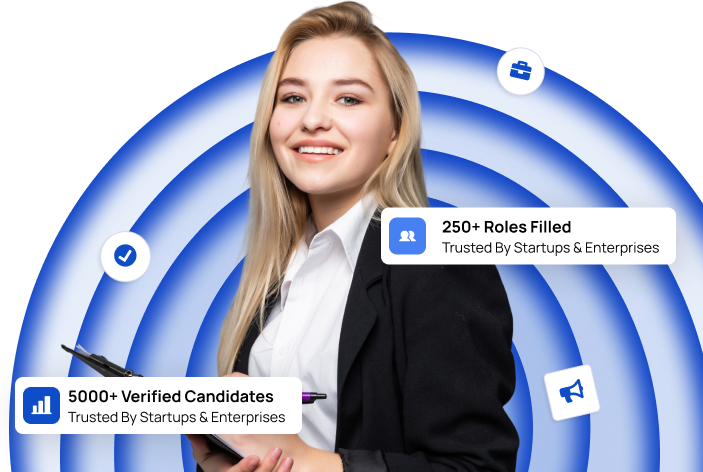 250+ Roles Filled
Trusted By Startups & Enterprises
5000+ Verified Candidates
Trusted By Startups & Enterprises